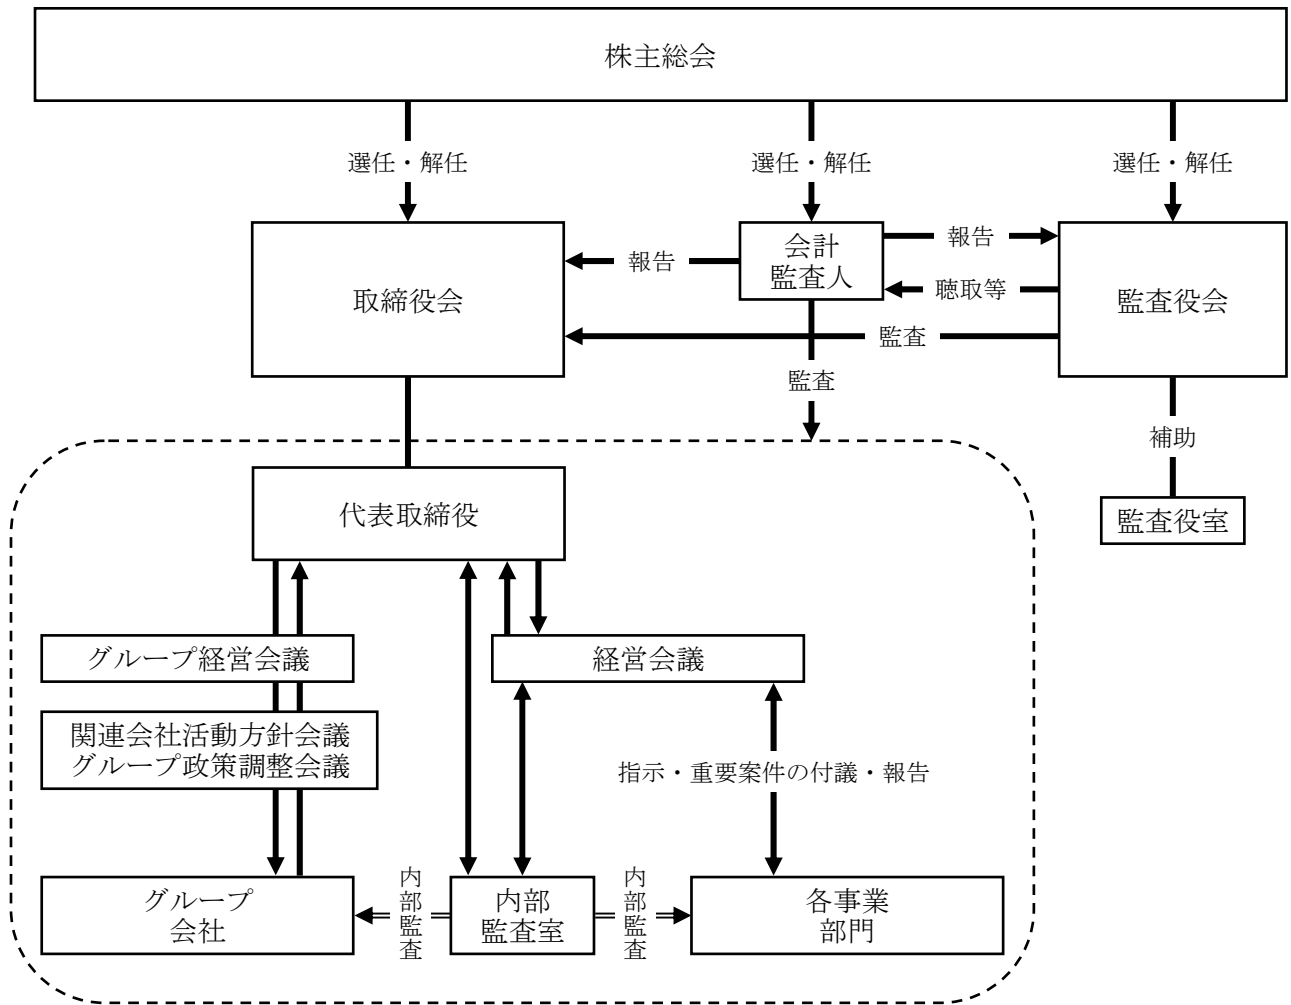 株主総会
選任・解任
選任・解任
選任・解任
取締役会
報告
会計
監査人
報告
聴取等
監査
監査役会
監査
補助
監査役室
代表取締役
グループ経営会議
経営会議
関連会社活動方針会議
グループ政策調整会議
指示・重要案件の付議・報告
グループ
会社
内部監査
内部
監査室
内部監査
各事業
部門